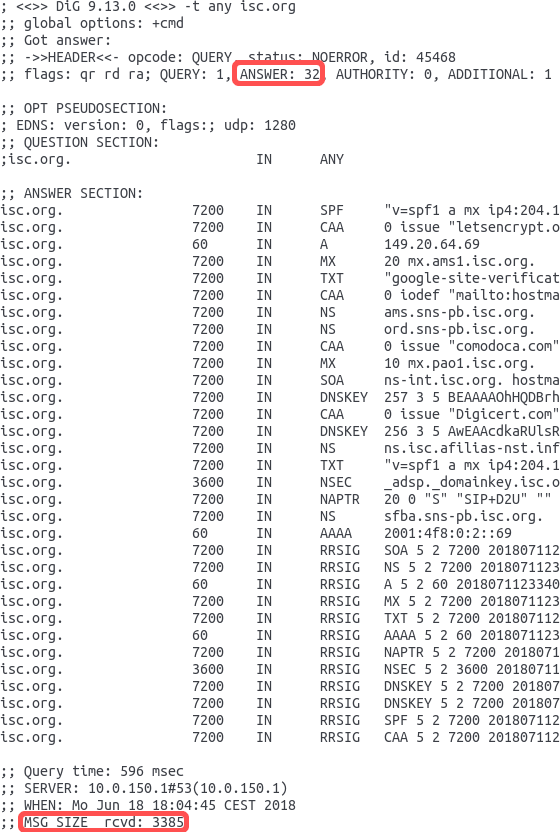 ; <<>> DiG 9.13.0 <<>> -t any isc.org
;; global options: +cmd
;; Got answer:
;; ->>HEADER<<- opcode: QUERY, status: NOERROR, id: 45468
;; flags: qr rd ra; QUERY: 1, ANSWER: 32, AUTHORITY: 0, ADDITIONAL: 1
;; OPT PSEUDOSECTION:
; EDNS: version: 0, flags:; udp: 1280
;; QUESTION SECTION:
;isc.org. IN ANY
;; ANSWER SECTION:
isc.org. 7200 IN SPF "v=spf1 a mx ip4:204.1
isc.org. 7200 IN CAA 0 issue "letsencrypt.o
isc.org. 60 IN A 149.20.64.69
isc.org. 7200 IN MX 20 mx.ams1.isc.org.
isc.org. 7200 IN TXT "google-site-verificat
isc.org. 7200 IN CAA 0 iodef "mailto:hostma
isc.org. 7200 IN NS ams.sns-pb.isc.org.
isc.org. 7200 IN NS ord.sns-pb.isc.org.
isc.org. 7200 IN CAA 0 issue "comodoca.com"
isc.org. 7200 IN MX 10 mx.pao1.isc.org.
isc.org. 7200 IN SOA ns-int.isc.org. hostma
isc.org. 7200 IN DNSKEY 257 3 5 BEAAAAOhHQDBrh
isc.org. 7200 IN CAA 0 issue "Digicert.com"
isc.org. 7200 IN DNSKEY 256 3 5 AwEAAcdkaRUlsR
isc.org. 7200 IN NS ns.isc.afilias-nst.inf
isc.org. 7200 IN TXT "v=spf1 a mx ip4:204.1
isc.org. 3600 IN NSEC _adsp._domainkey.isc.o
isc.org. 7200 IN NAPTR 20 0 "S" "SIP+D2U" ""
isc.org. 7200 IN NS sfba.sns-pb.isc.org.
isc.org. 60 IN AAAA 2001:4f8:0:2::69
isc.org. 7200 IN RRSIG SOA 5 2 7200 201807112
isc.org. 7200 IN RRSIG NS 5 2 7200 2018071123
isc.org. 60 IN RRSIG A 5 2 60 2018071123340
isc.org. 7200 IN RRSIG MX 5 2 7200 2018071123
isc.org. 7200 IN RRSIG TXT 5 2 7200 201807112
isc.org. 60 IN RRSIG AAAA 5 2 60 2018071123
isc.org. 7200 IN RRSIG NAPTR 5 2 7200 2018071
isc.org. 3600 IN RRSIG NSEC 5 2 3600 20180711
isc.org. 7200 IN RRSIG DNSKEY 5 2 7200 201807
isc.org. 7200 IN RRSIG DNSKEY 5 2 7200 201807
isc.org. 7200 IN RRSIG SPF 5 2 7200 201807112
isc.org. 7200 IN RRSIG CAA 5 2 7200 201807112
;; Query time: 596 msec
;; SERVER: 10.0.150.1#53(10.0.150.1)
;; WHEN: Mo Jun 18 18:04:45 CEST 2018
;; MSG SIZE rcvd: 3385